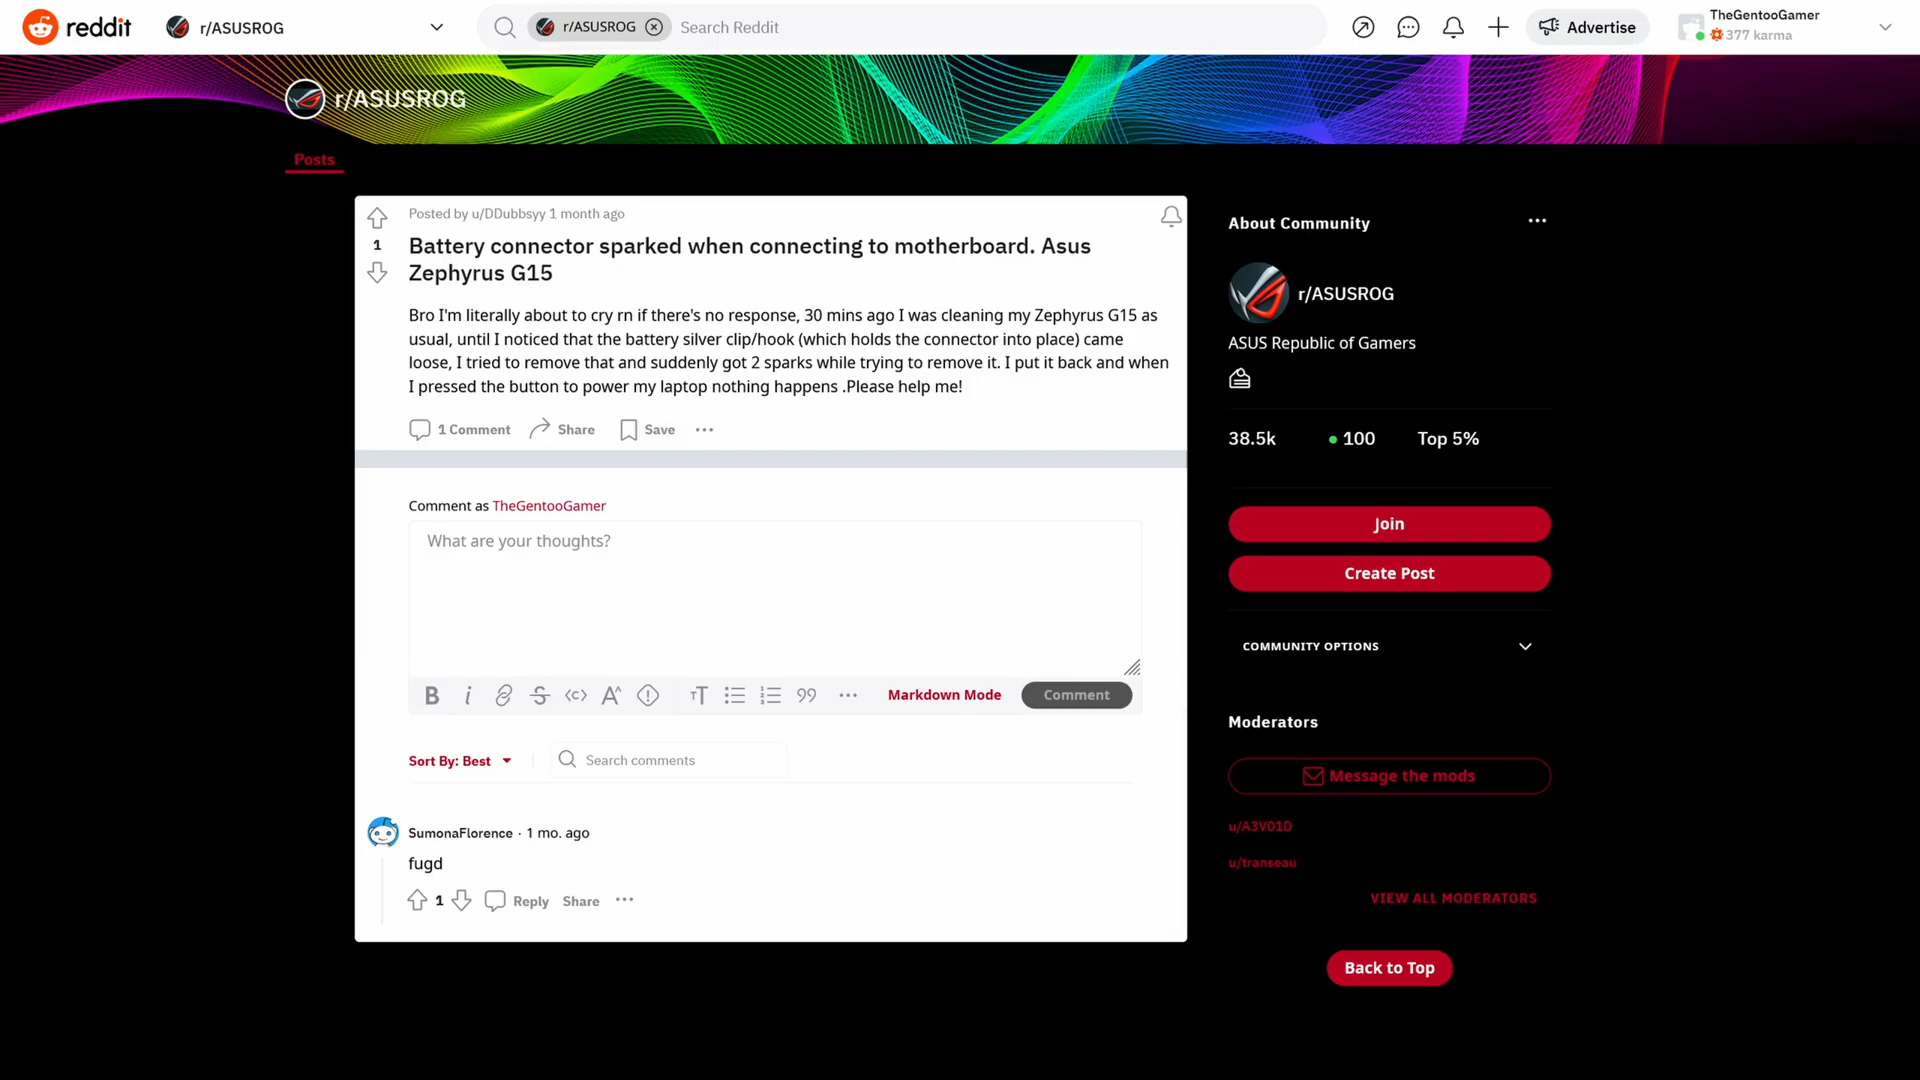 reddit
r/ASUSROG
r/ASUSROG
Search Reddit
Advertise
TheGentooGamer
377 karma
r/ASUSROG
Posts
Posted by u/DDubbsyy 1 month ago
1
Battery connector sparked when connecting to motherboard. Asus
Zephyrus G15
Bro I'm literally about to cry rn if there's no response, 30 mins ago I was cleaning my Zephyrus G15 as
usual, until I noticed that the battery silver clip/hook (which holds the connector into place) came
loose, I tried to remove that and suddenly got 2 sparks while trying to remove it. I put it back and when
I pressed the button to power my laptop nothing happens .Please help me!
1 Comment
Share
Save
Comment as TheGentooGamer
What are your thoughts?
Markdown Mode
Comment
Sort By: Best
Search comments
SumonaFlorence · 1 mo. ago
fugd
1
Reply
Share
About Community
r/ASUSROG
ASUS Republic of Gamers
38.5k
100
Top 5%
Join
Create Post
COMMUNITY OPTIONS
Moderators
Message the mods
u/A3V01D
u/transeau
VIEW ALL MODERATORS
Back to Top